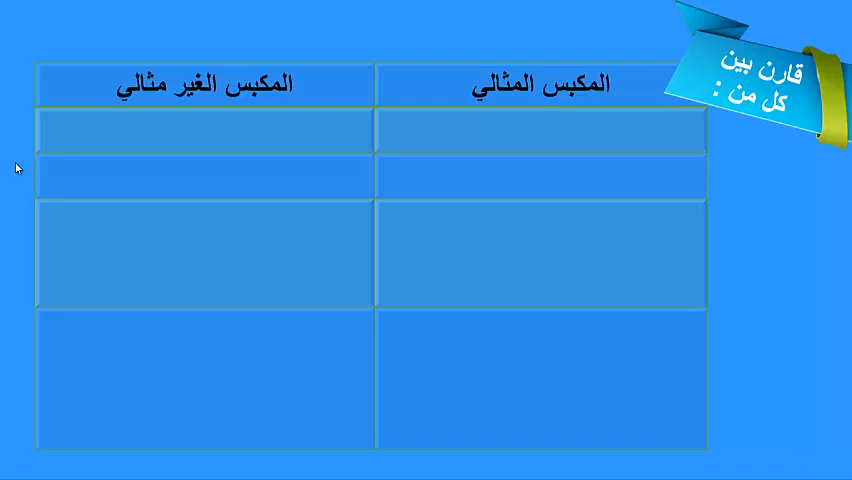 قارن بين
كل من :
المكبس المثالي
المكبس الغير مثالي